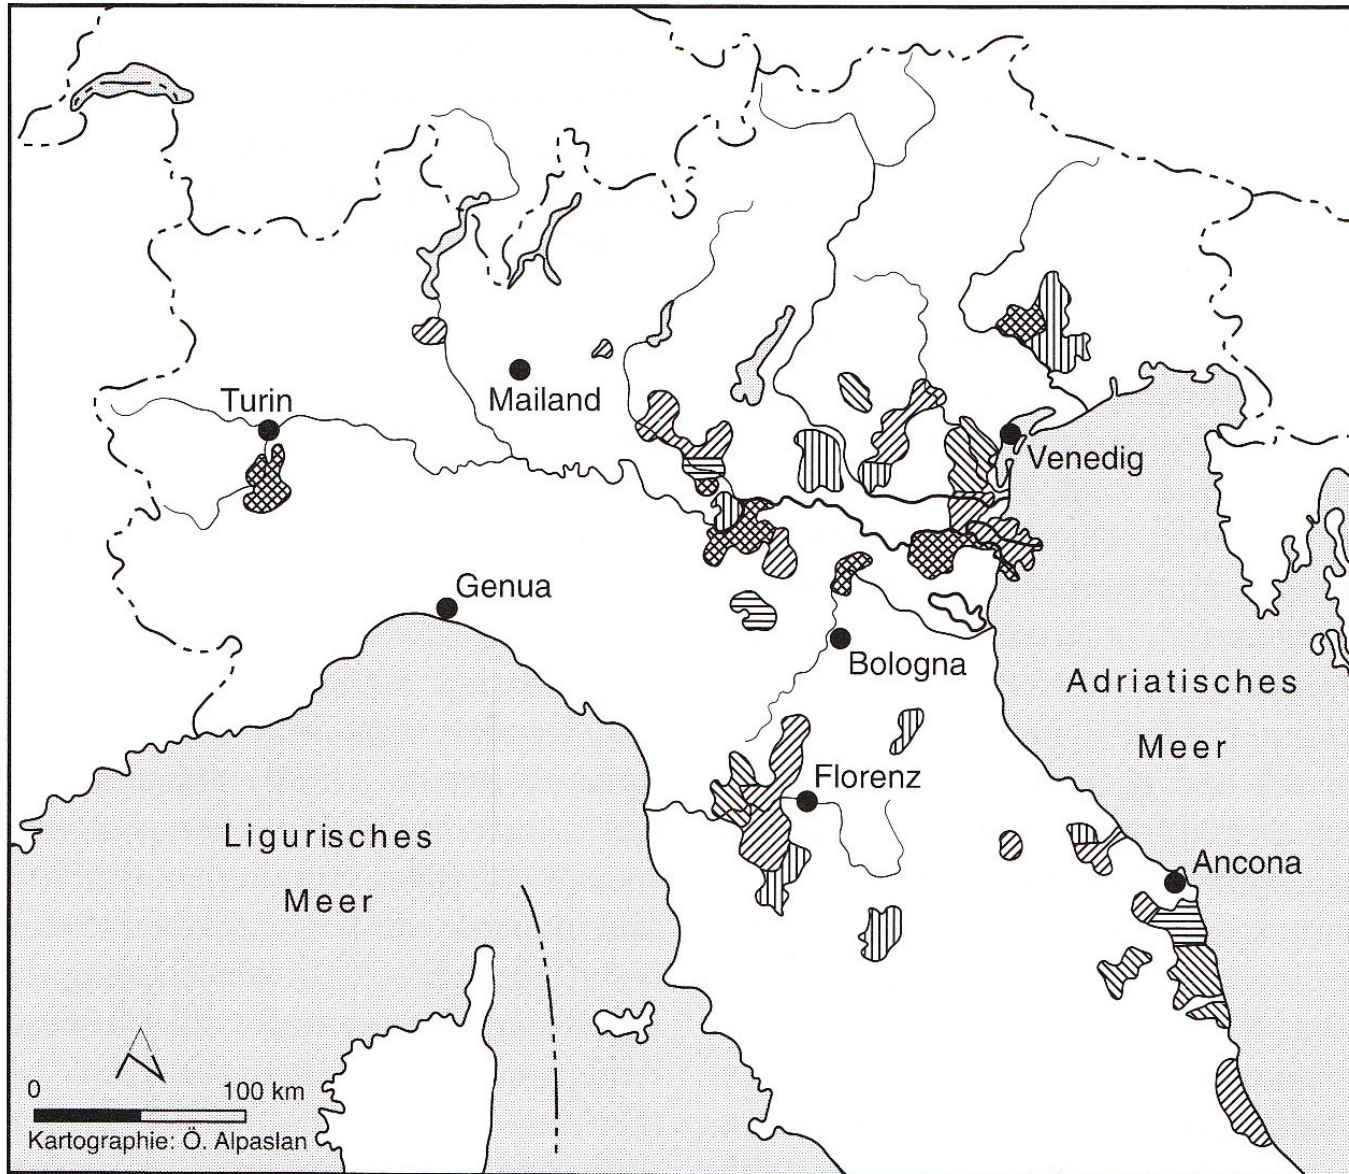 Turin
Mailand
Venedig
Genua
Bologna
Adriatisches
Meer
Florenz
Ligurisches
Meer
Ancona
0 100 km
Kartographie: Ö. Alpaslan